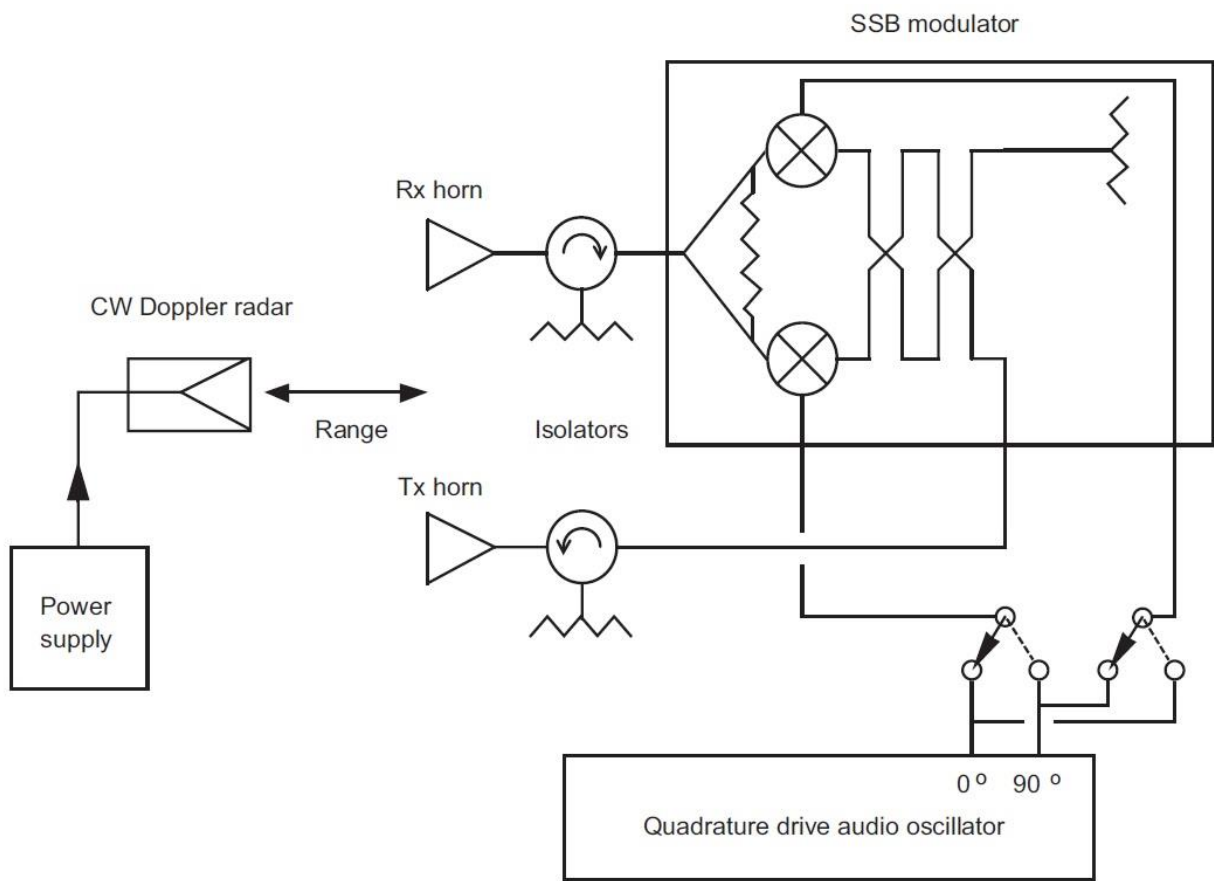 SSB modulator
Rx horn
CW Doppler radar
Range
Isolators
Tx horn
Power
supply
0 º 90 º
Quadrature drive audio oscillator